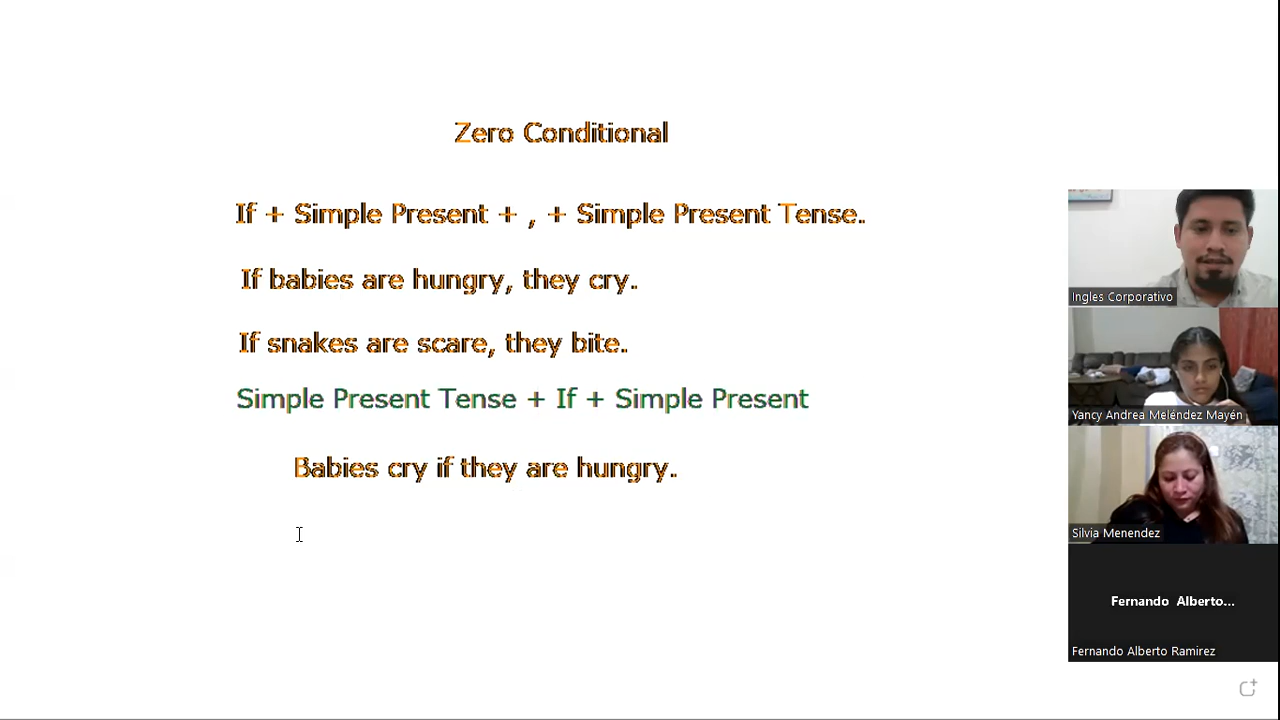 Zero Conditional
If + Simple Present + , + Simple Present Tense.
If babies are hungry, they cry.
If snakes are scare, they bite.
Simple Present Tense + If + Simple Present
Babies cry if they are hungry.
Ingles Corporativo
Yancy Andrea Meléndez Mayén
Silvia Menendez
Fernando Alberto...
Fernando Alberto Ramirez